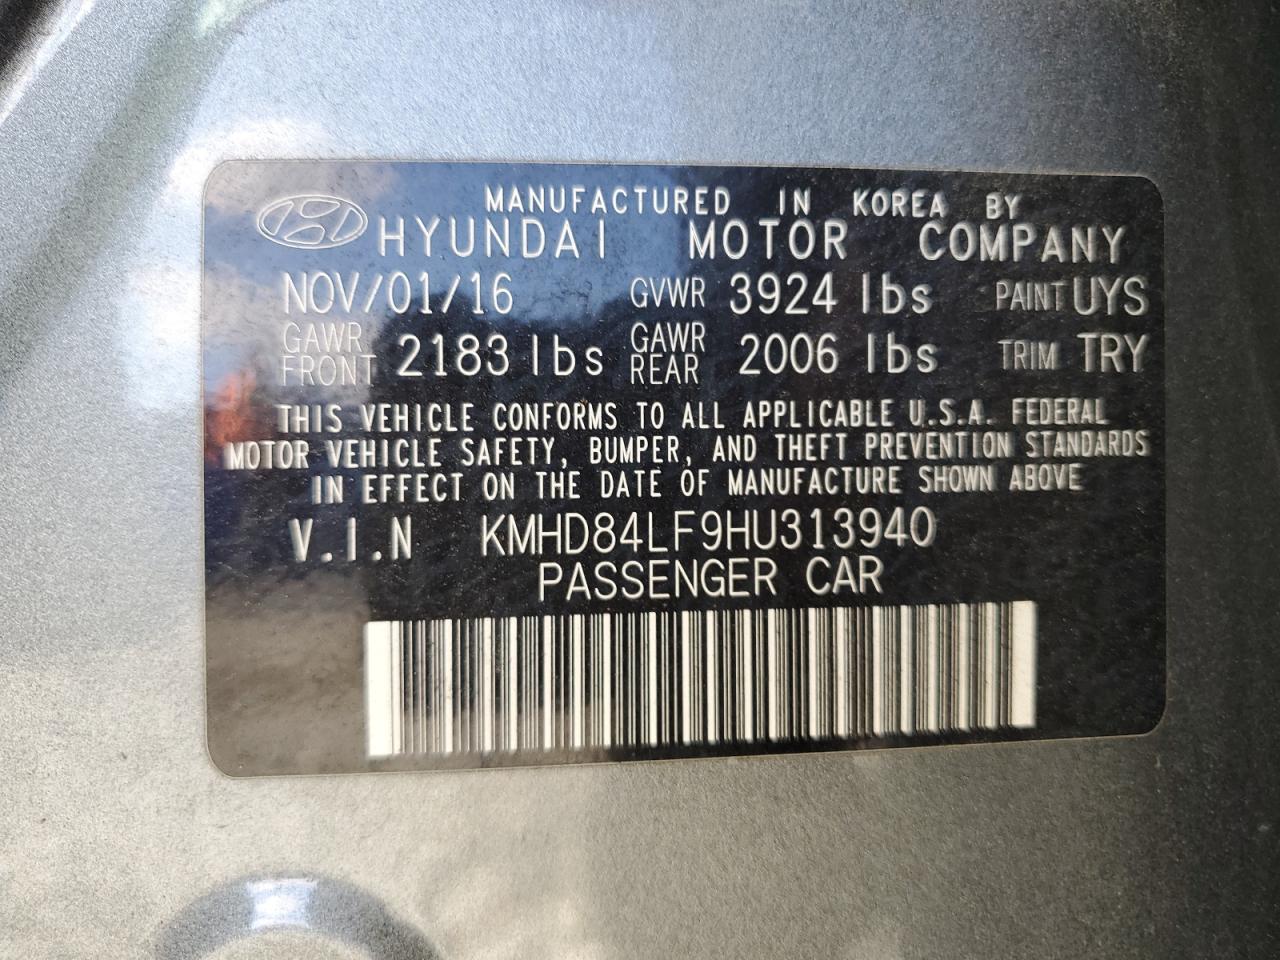 MANUFACTURED IN KOREA BY
HYUNDAI MOTOR COMPANY
NOV/01/16 GVWR 3924 lbs PAINT UYS
GAWR FRONT 2183 lbs GAWR REAR 2006 lbs TRIM TRY
THIS VEHICLE CONFORMS TO ALL APPLICABLE U.S.A. FEDERAL
MOTOR VEHICLE SAFETY, BUMPER, AND THEFT PREVENTION STANDARDS
IN EFFECT ON THE DATE OF MANUFACTURE SHOWN ABOVE
V.I.N KMHD84LF9HU313940
PASSENGER CAR